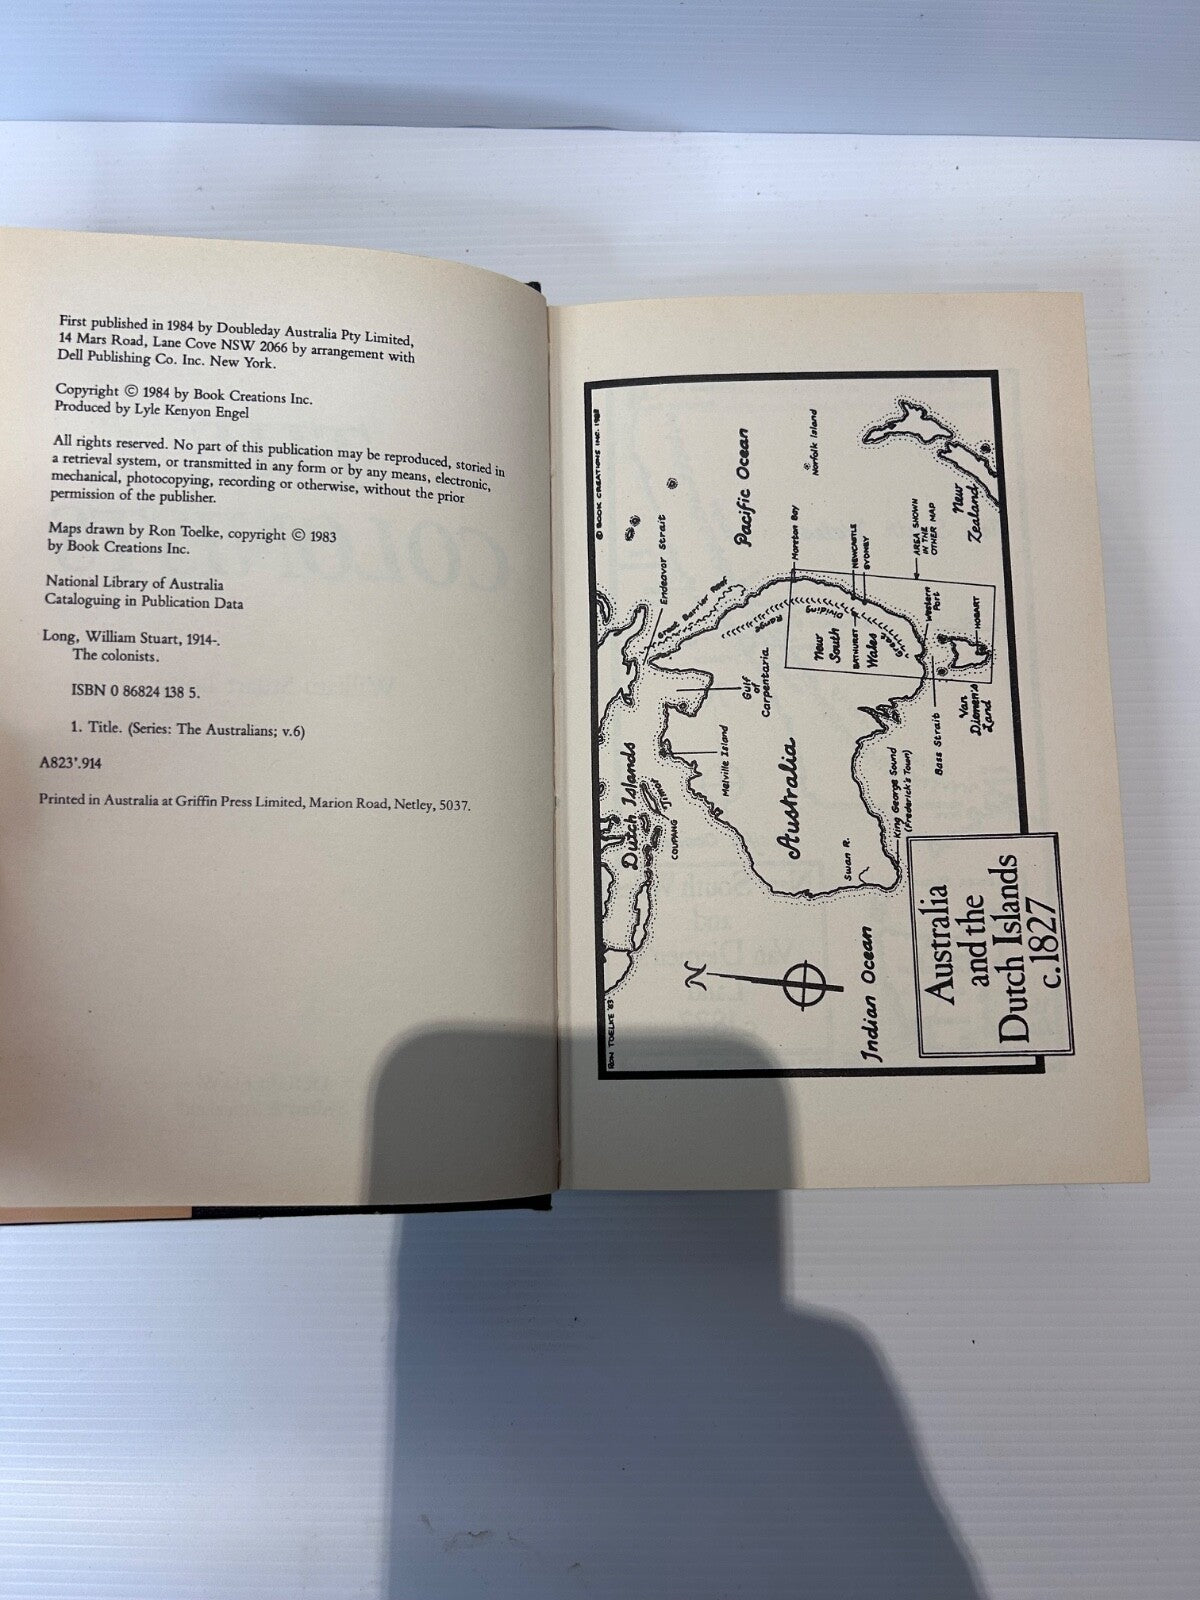 First published in 1984 by Doubleday Australia Pty Limited,
14 Mars Road, Lane Cove NSW 2066 by arrangement with
Dell Publishing Co. Inc. New York.
Copyright © 1984 by Book Creations Inc.
Produced by Lyle Kenyon Engel
All rights reserved. No part of this publication may be reproduced, stored in
a retrieval system, or transmitted in any form or by any means, electronic,
mechanical, photocopying, recording or otherwise, without the prior
permission of the publisher.
Maps drawn by Ron Toelke, copyright © 1983
by Book Creations Inc.
National Library of Australia
Cataloguing in Publication Data
Long, William Stuart, 1914-.
The colonists.
ISBN 0 86824 138 5.
1. Title. (Series: The Australians; v.6)
A823'.914
Printed in Australia at Griffin Press Limited, Marion Road, Netley, 5037.
RON TOELKE '83
© BOOK CREATIONS INC. 1983
Dutch Islands
TIMOR
COUPANG
Endeavor Strait
Great Barrier Reef
Pacific Ocean
Norfolk Island
Melville Island
Gulf
of
Carpentaria
Dividing
Range
Moreton Bay
Australia
New
South
Wales
BATHURST
NEWCASTLE
SYDNEY
AREA SHOWN
IN THE
OTHER MAP
New
Zealand
Swan R.
King George Sound
(Frederick's Town)
Western
Port
Bass Strait
HOBART
Van
Diemen's
Land
N
Indian Ocean
Australia
and the
Dutch Islands
c.1827